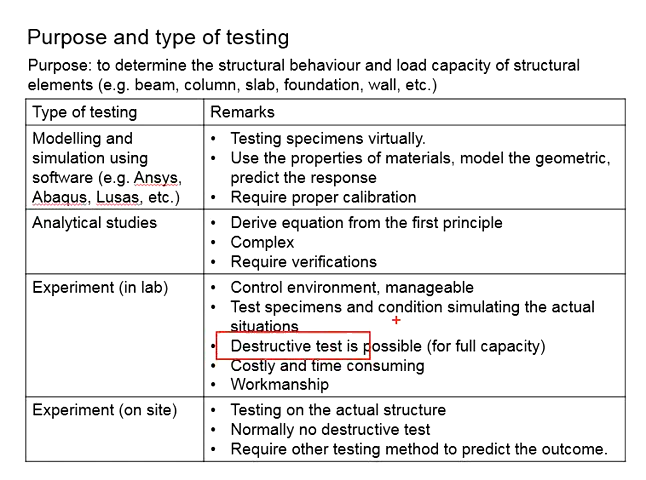 Purpose and type of testing
Purpose: to determine the structural behaviour and load capacity of structural
elements (e.g. beam, column, slab, foundation, wall, etc.)
Type of testing
Remarks
Modelling and
simulation using
software (e.g. Ansys,
Abaqus, Lusas, etc.)
• Testing specimens virtually.
• Use the properties of materials, model the geometric,
predict the response
• Require proper calibration
Analytical studies
• Derive equation from the first principle
• Complex
• Require verifications
Experiment (in lab)
• Control environment, manageable
• Test specimens and condition simulating the actual
situations
• Destructive test is possible (for full capacity)
• Costly and time consuming
• Workmanship
Experiment (on site)
• Testing on the actual structure
• Normally no destructive test
• Require other testing method to predict the outcome.